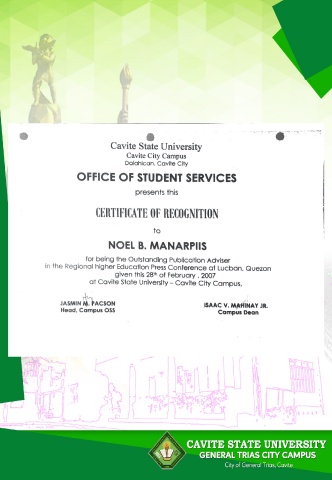 Cavite State University
Cavite City Campus
Dalahican, Cavite City
OFFICE OF STUDENT SERVICES
presents this
CERTIFICATE OF RECOGNITION
to
NOEL B. MANARPIIS
for being the Outstanding Publication Adviser
in the Regional higher Education Press Conference at Lucban, Quezon
given this 28th of February , 2007
at Cavite State University – Cavite City Campus.
JASMIN M. PACSON
Head, Campus OSS
ISAAC V. MAHINAY JR.
Campus Dean
CAVITE STATE UNIVERSITY
GENERAL TRIAS CITY CAMPUS
City of General Trias, Cavite